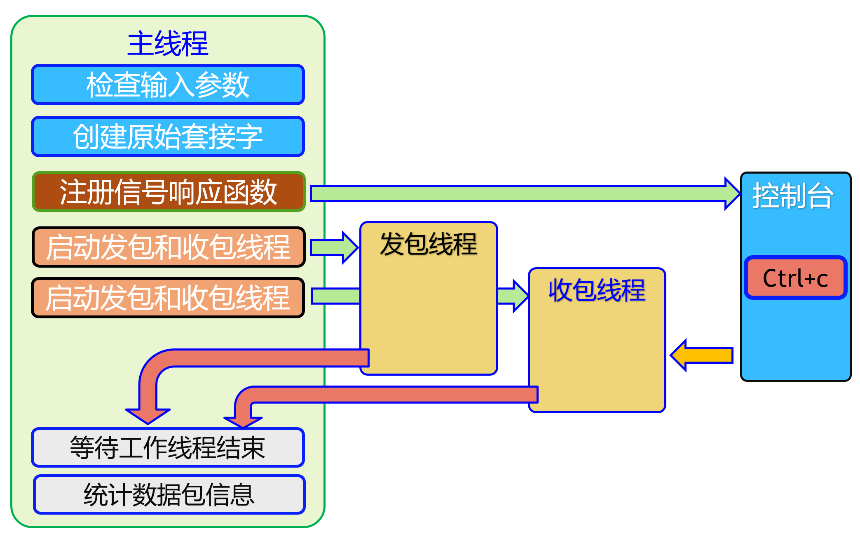 主线程
检查输入参数
创建原始套接字
注册信号响应函数
启动发包和收包线程
启动发包和收包线程
等待工作线程结束
统计数据包信息
发包线程
收包线程
控制台
Ctrl+c